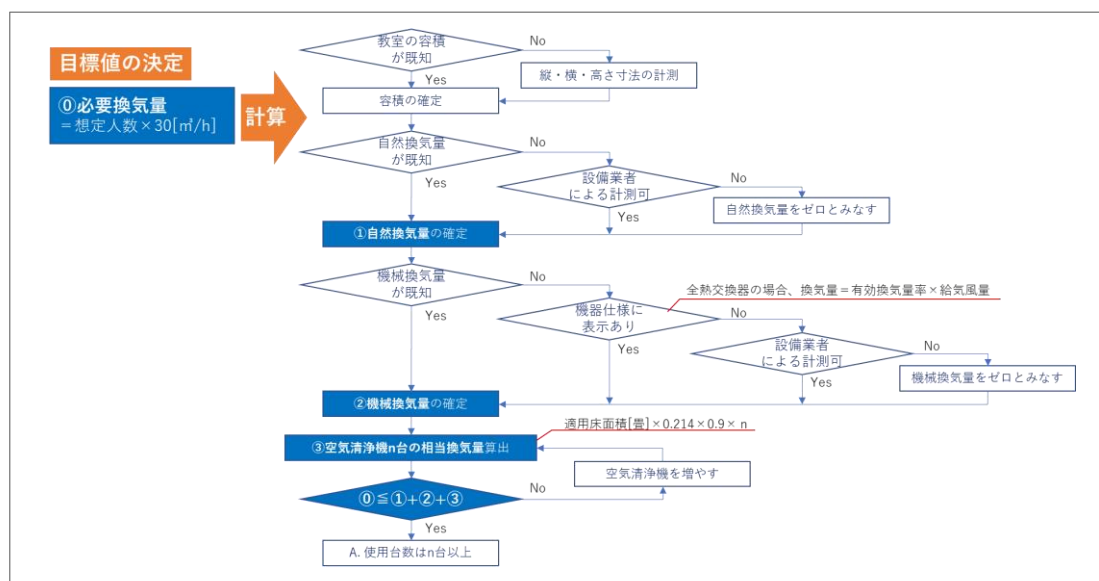 目標値の決定
⓪必要換気量
＝想定人数×30[㎥/h]
計算
教室の容積
が既知
No
縦・横・高さ寸法の計測
Yes
容積の確定
自然換気量
が既知
No
設備業者
による計測可
No
自然換気量をゼロとみなす
Yes
Yes
①自然換気量の確定
機械換気量
が既知
No
全熱交換器の場合、換気量＝有効換気量率×給気風量
機器仕様に
表示あり
No
設備業者
による計測可
No
機械換気量をゼロとみなす
Yes
Yes
Yes
②機械換気量の確定
適用床面積[畳]×0.214×0.9× n
③空気清浄機n台の相当換気量算出
空気清浄機を増やす
⓪≦①+②+③
No
Yes
A. 使用台数はn台以上